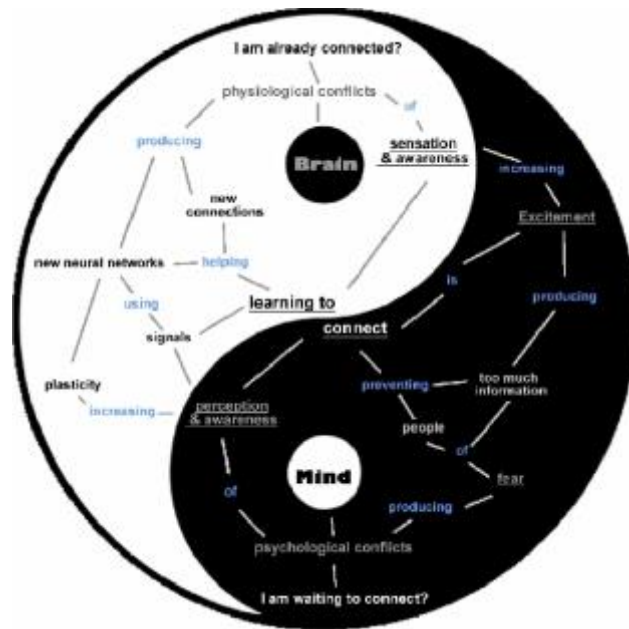 I am already connected?
physiological conflicts
of
producing
sensation
& awareness
Brain
increasing
new
connections
Excitement
new neural networks
helping
is
using
learning to
producing
connect
signals
plasticity
preventing
too much
information
increasing
perception
& awareness
people
of
Mind
fear
of
producing
psychological conflicts
I am waiting to connect?